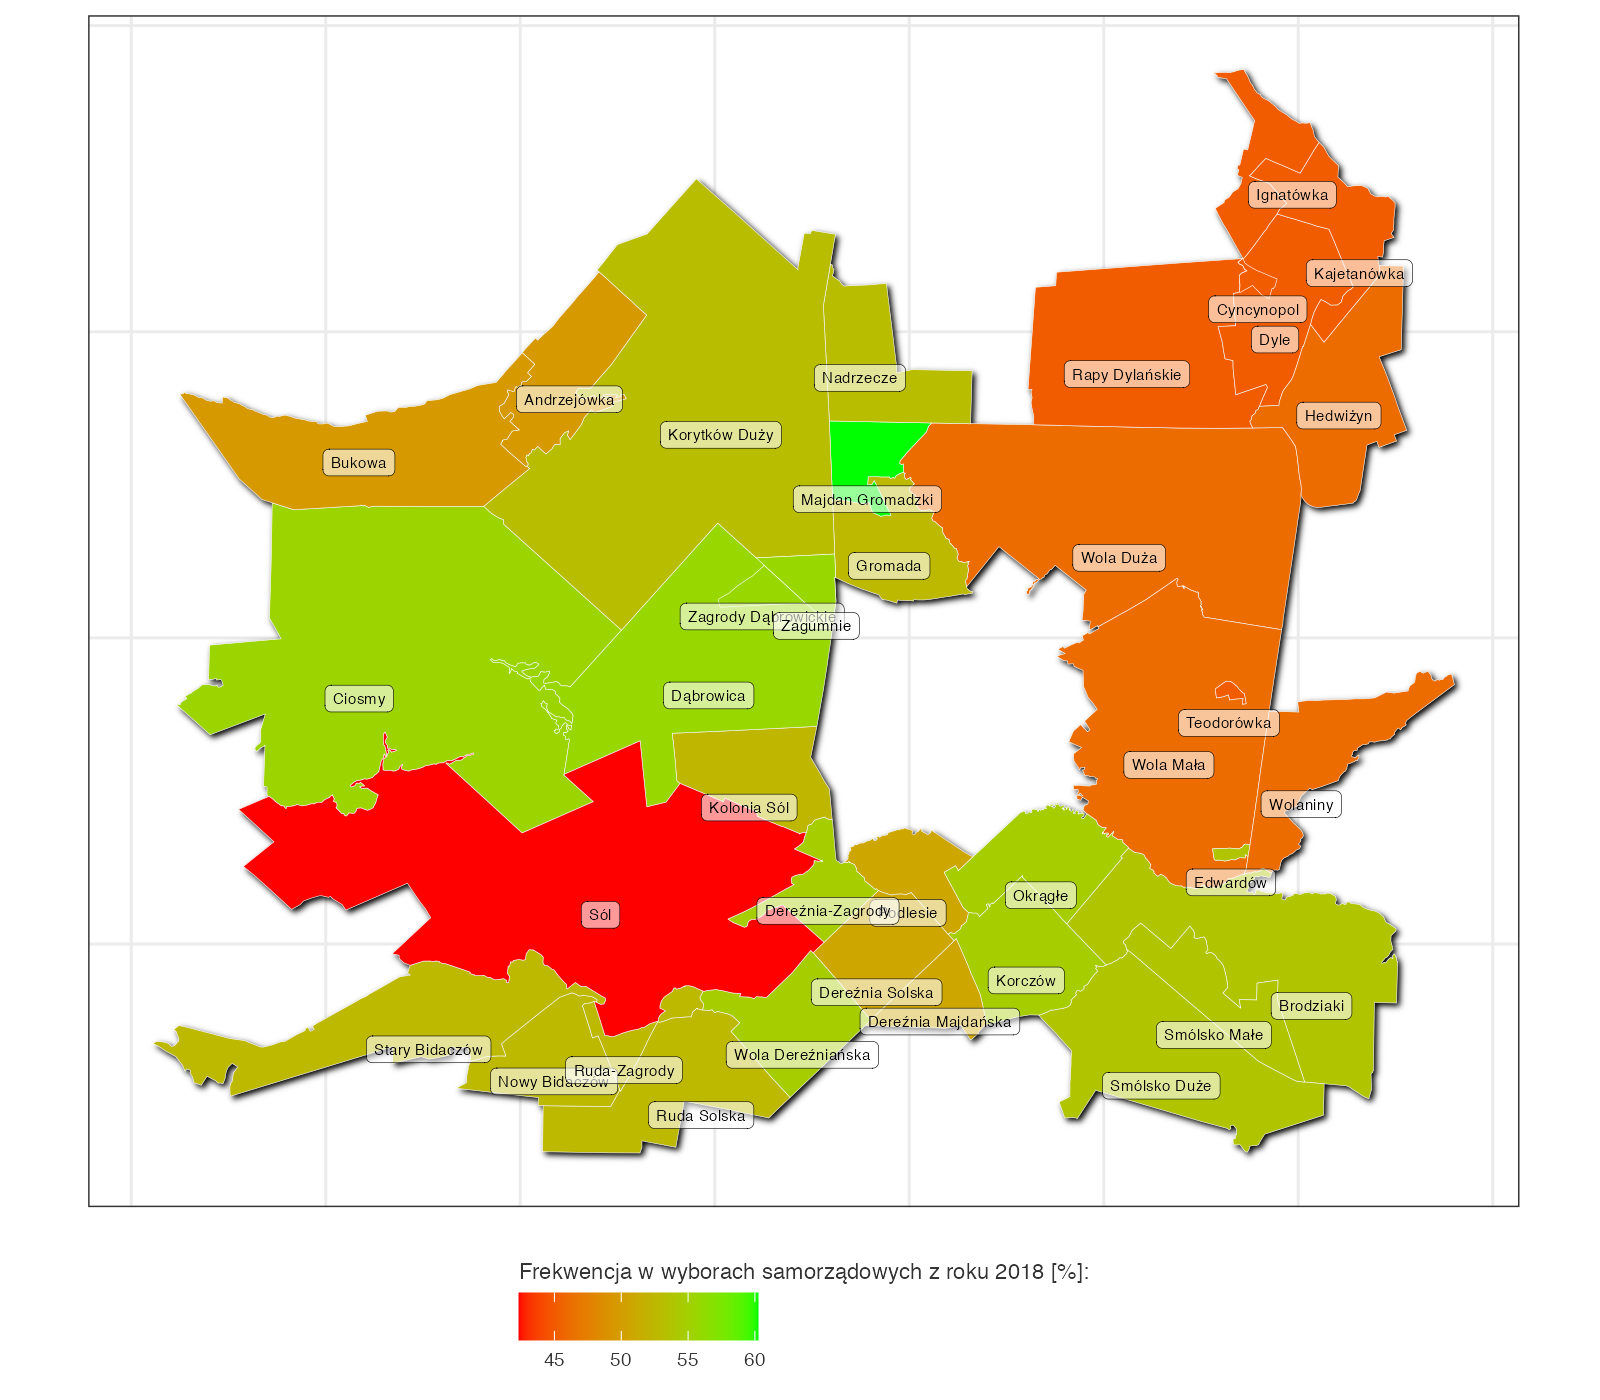 Ignatówka
Kajetanówka
Cyncynopol
Dyle
Rapy Dylańskie
Nadrzecze
Andrzejówka
Hedwiżyn
Korytków Duży
Bukowa
Majdan Gromadzki
Wola Duża
Gromada
Zagrody Dąbrowickie
Zagumnie
Dąbrowica
Ciosmy
Teodorówka
Wola Mała
Wolaniny
Kolonia Sól
Edwardów
Okrągłe
Dereźnia-Zagrody
Podlesie
Sól
Korczów
Dereźnia Solska
Brodziaki
Dereźnia Majdańska
Smólsko Małe
Stary Bidaczów
Wola Dereźniańska
Ruda-Zagrody
Nowy Bidaczów
Smólsko Duże
Ruda Solska
Frekwencja w wyborach samorządowych z roku 2018 [%]:
45 50 55 60